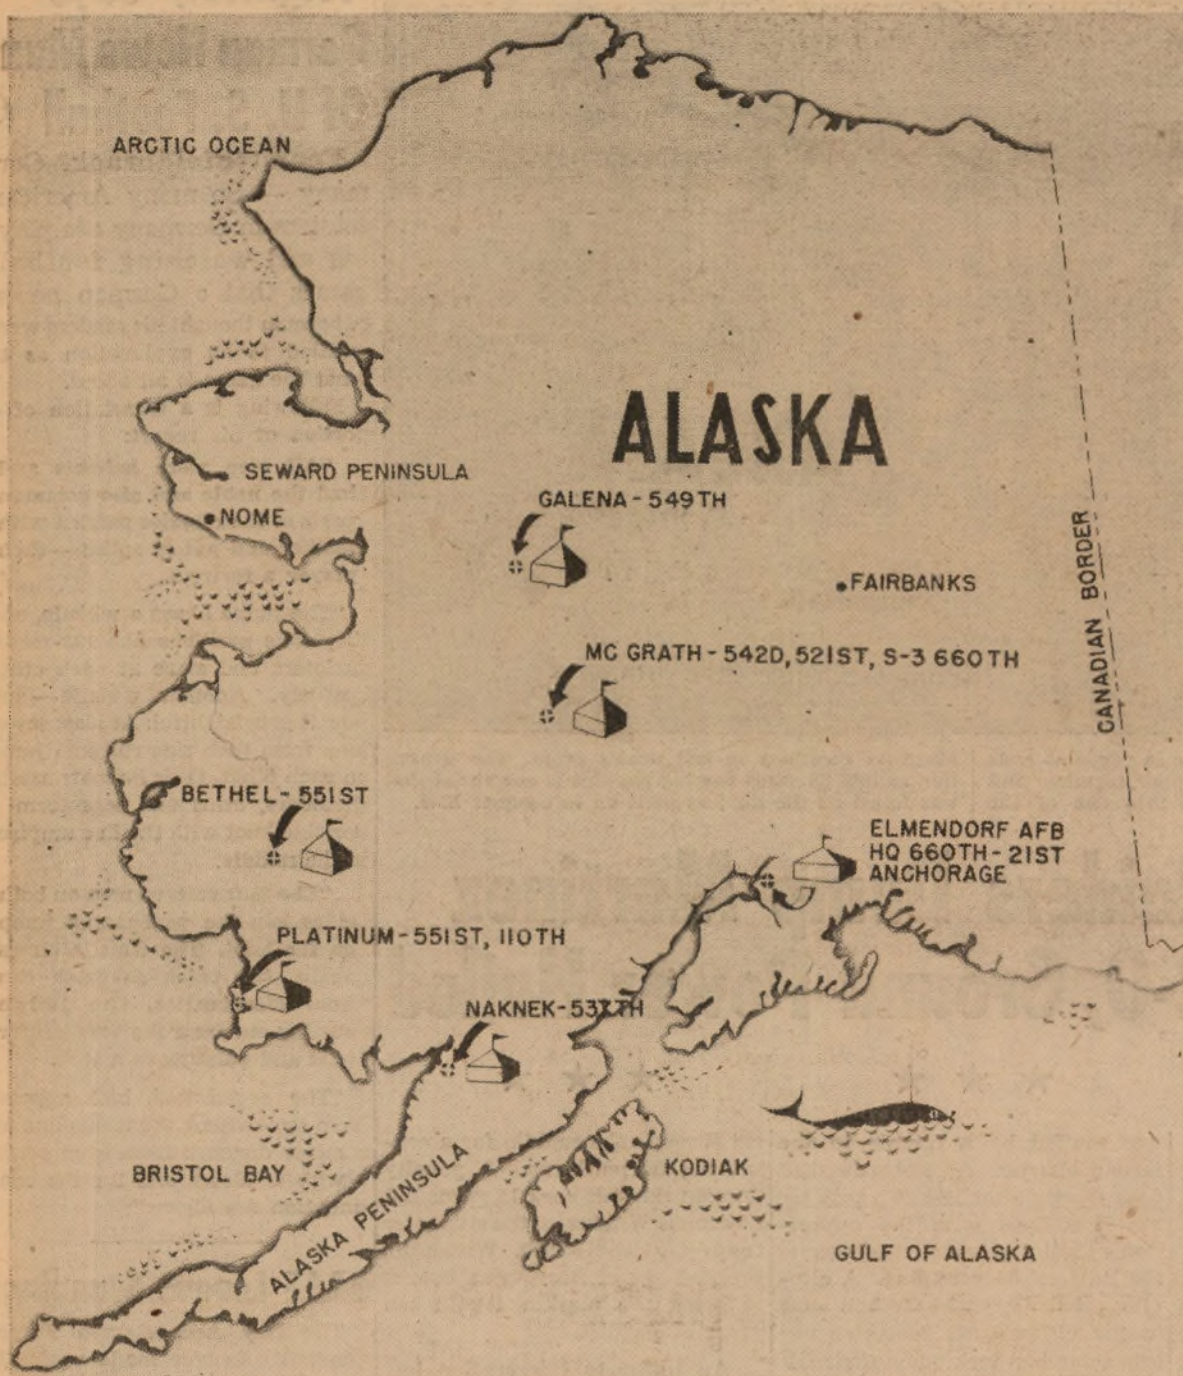 ARCTIC OCEAN
ALASKA
SEWARD PENINSULA
GALENA - 549TH
NOME
FAIRBANKS
CANADIAN BORDER
MC GRATH - 542D, 521ST, S-3 660TH
BETHEL - 551ST
ELMENDORF AFB
HQ 660TH - 21ST
ANCHORAGE
PLATINUM - 551ST, 110TH
NAKNEK -
BRISTOL BAY
ALASKA PENINSULA
KODIAK
GULF OF ALASKA